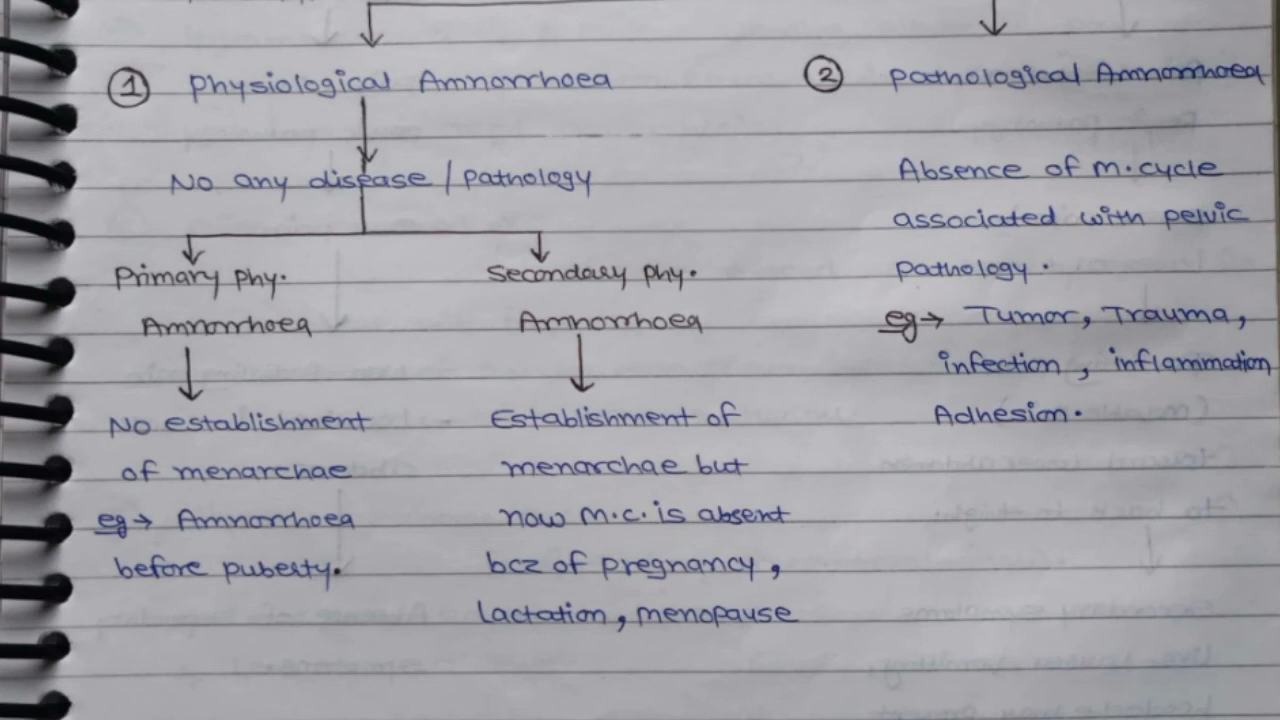 ① Physiological Amnorrhoea
No any disease / pathology
Primary phy.
Amnorrhoea
No establishment
of menarchae
eg → Amnorrhoea
before puberty.
Secondary phy.
Amnorrhoea
Establishment of
menarchae but
now m.c. is absent
bcz of pregnancy,
lactation, menopause
② Pathological Amnorrhoea
Absence of m.cycle
associated with pelvic
pathology.
eg → Tumor, Trauma,
infection, inflammation
Adhesion.